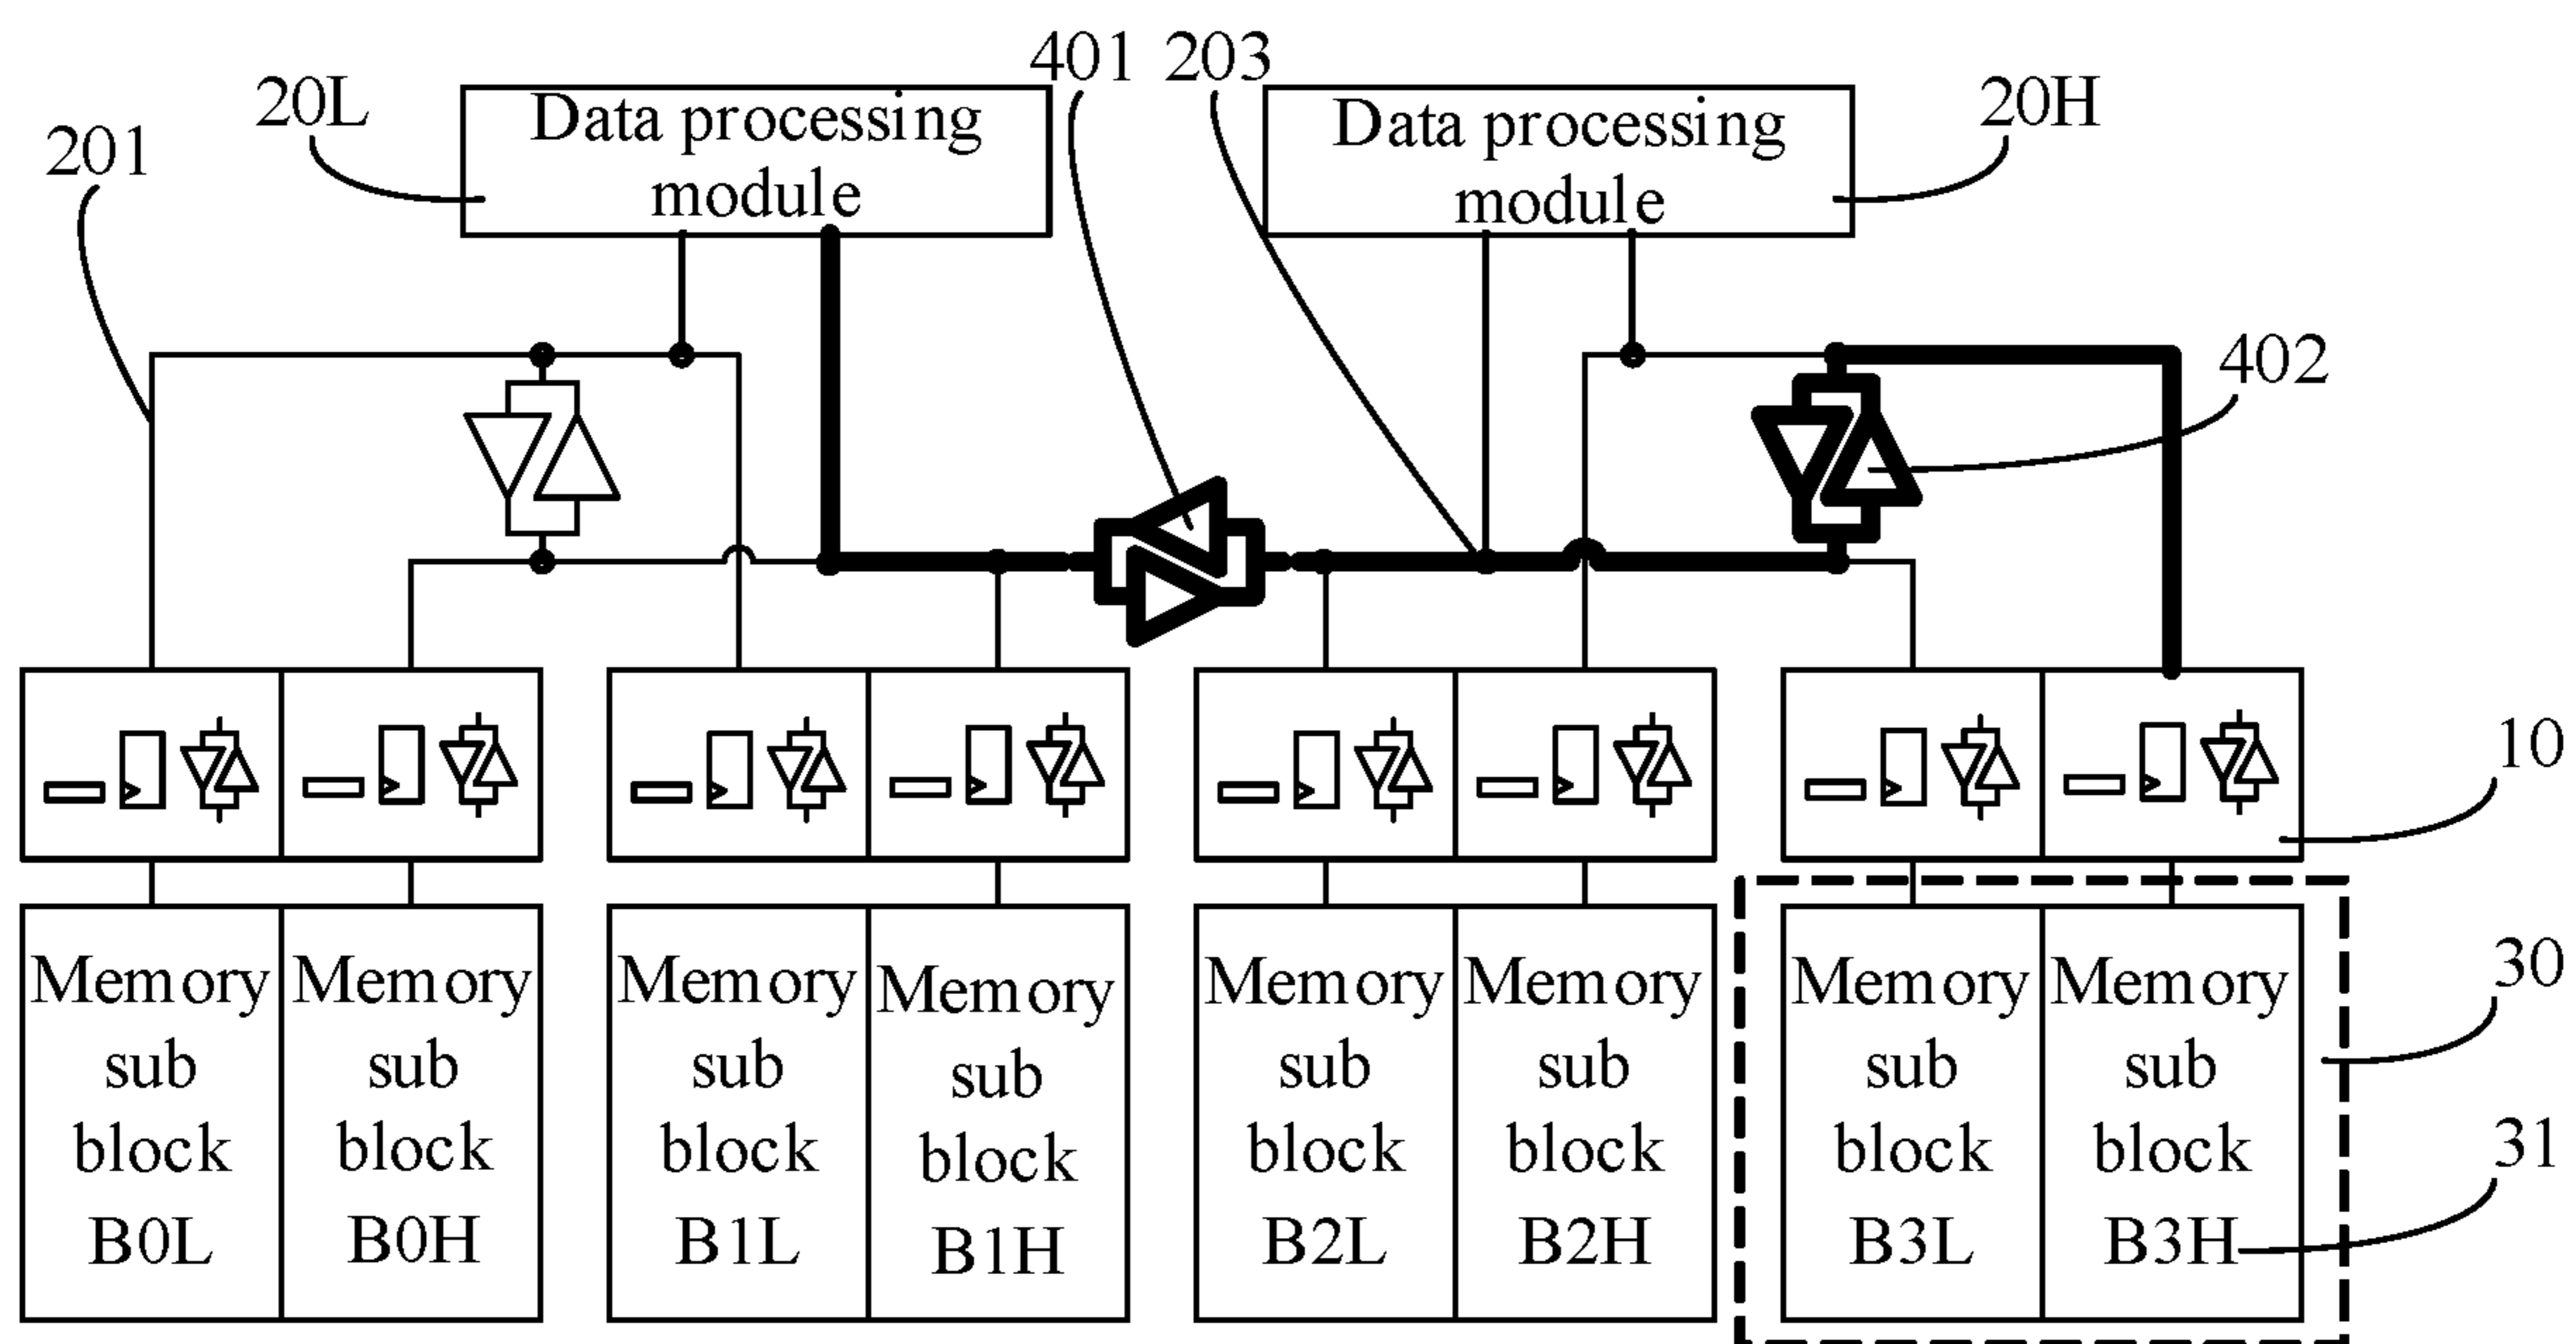 401 203
20L
Data processing
module
Data processing
module
20H
201
402
10
Memory
sub
block
B0L
Memory
sub
block
B0H
Memory
sub
block
B1L
Memory
sub
block
B1H
Memory
sub
block
B2L
Memory
sub
block
B2H
Memory
sub
block
B3L
Memory
sub
block
B3H
30
31